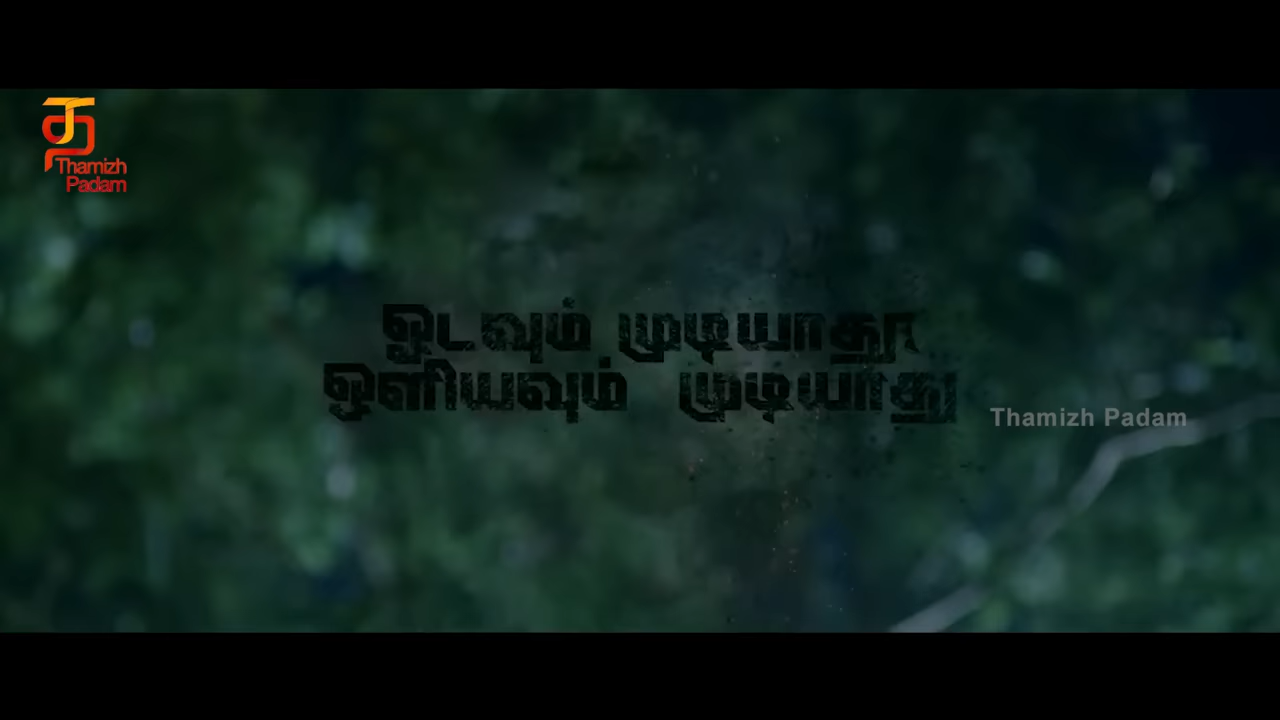 த
Thamizh
Padam
ஓடவும் முடியாதூ
ஒளியவும் முடியாது
Thamizh Padam